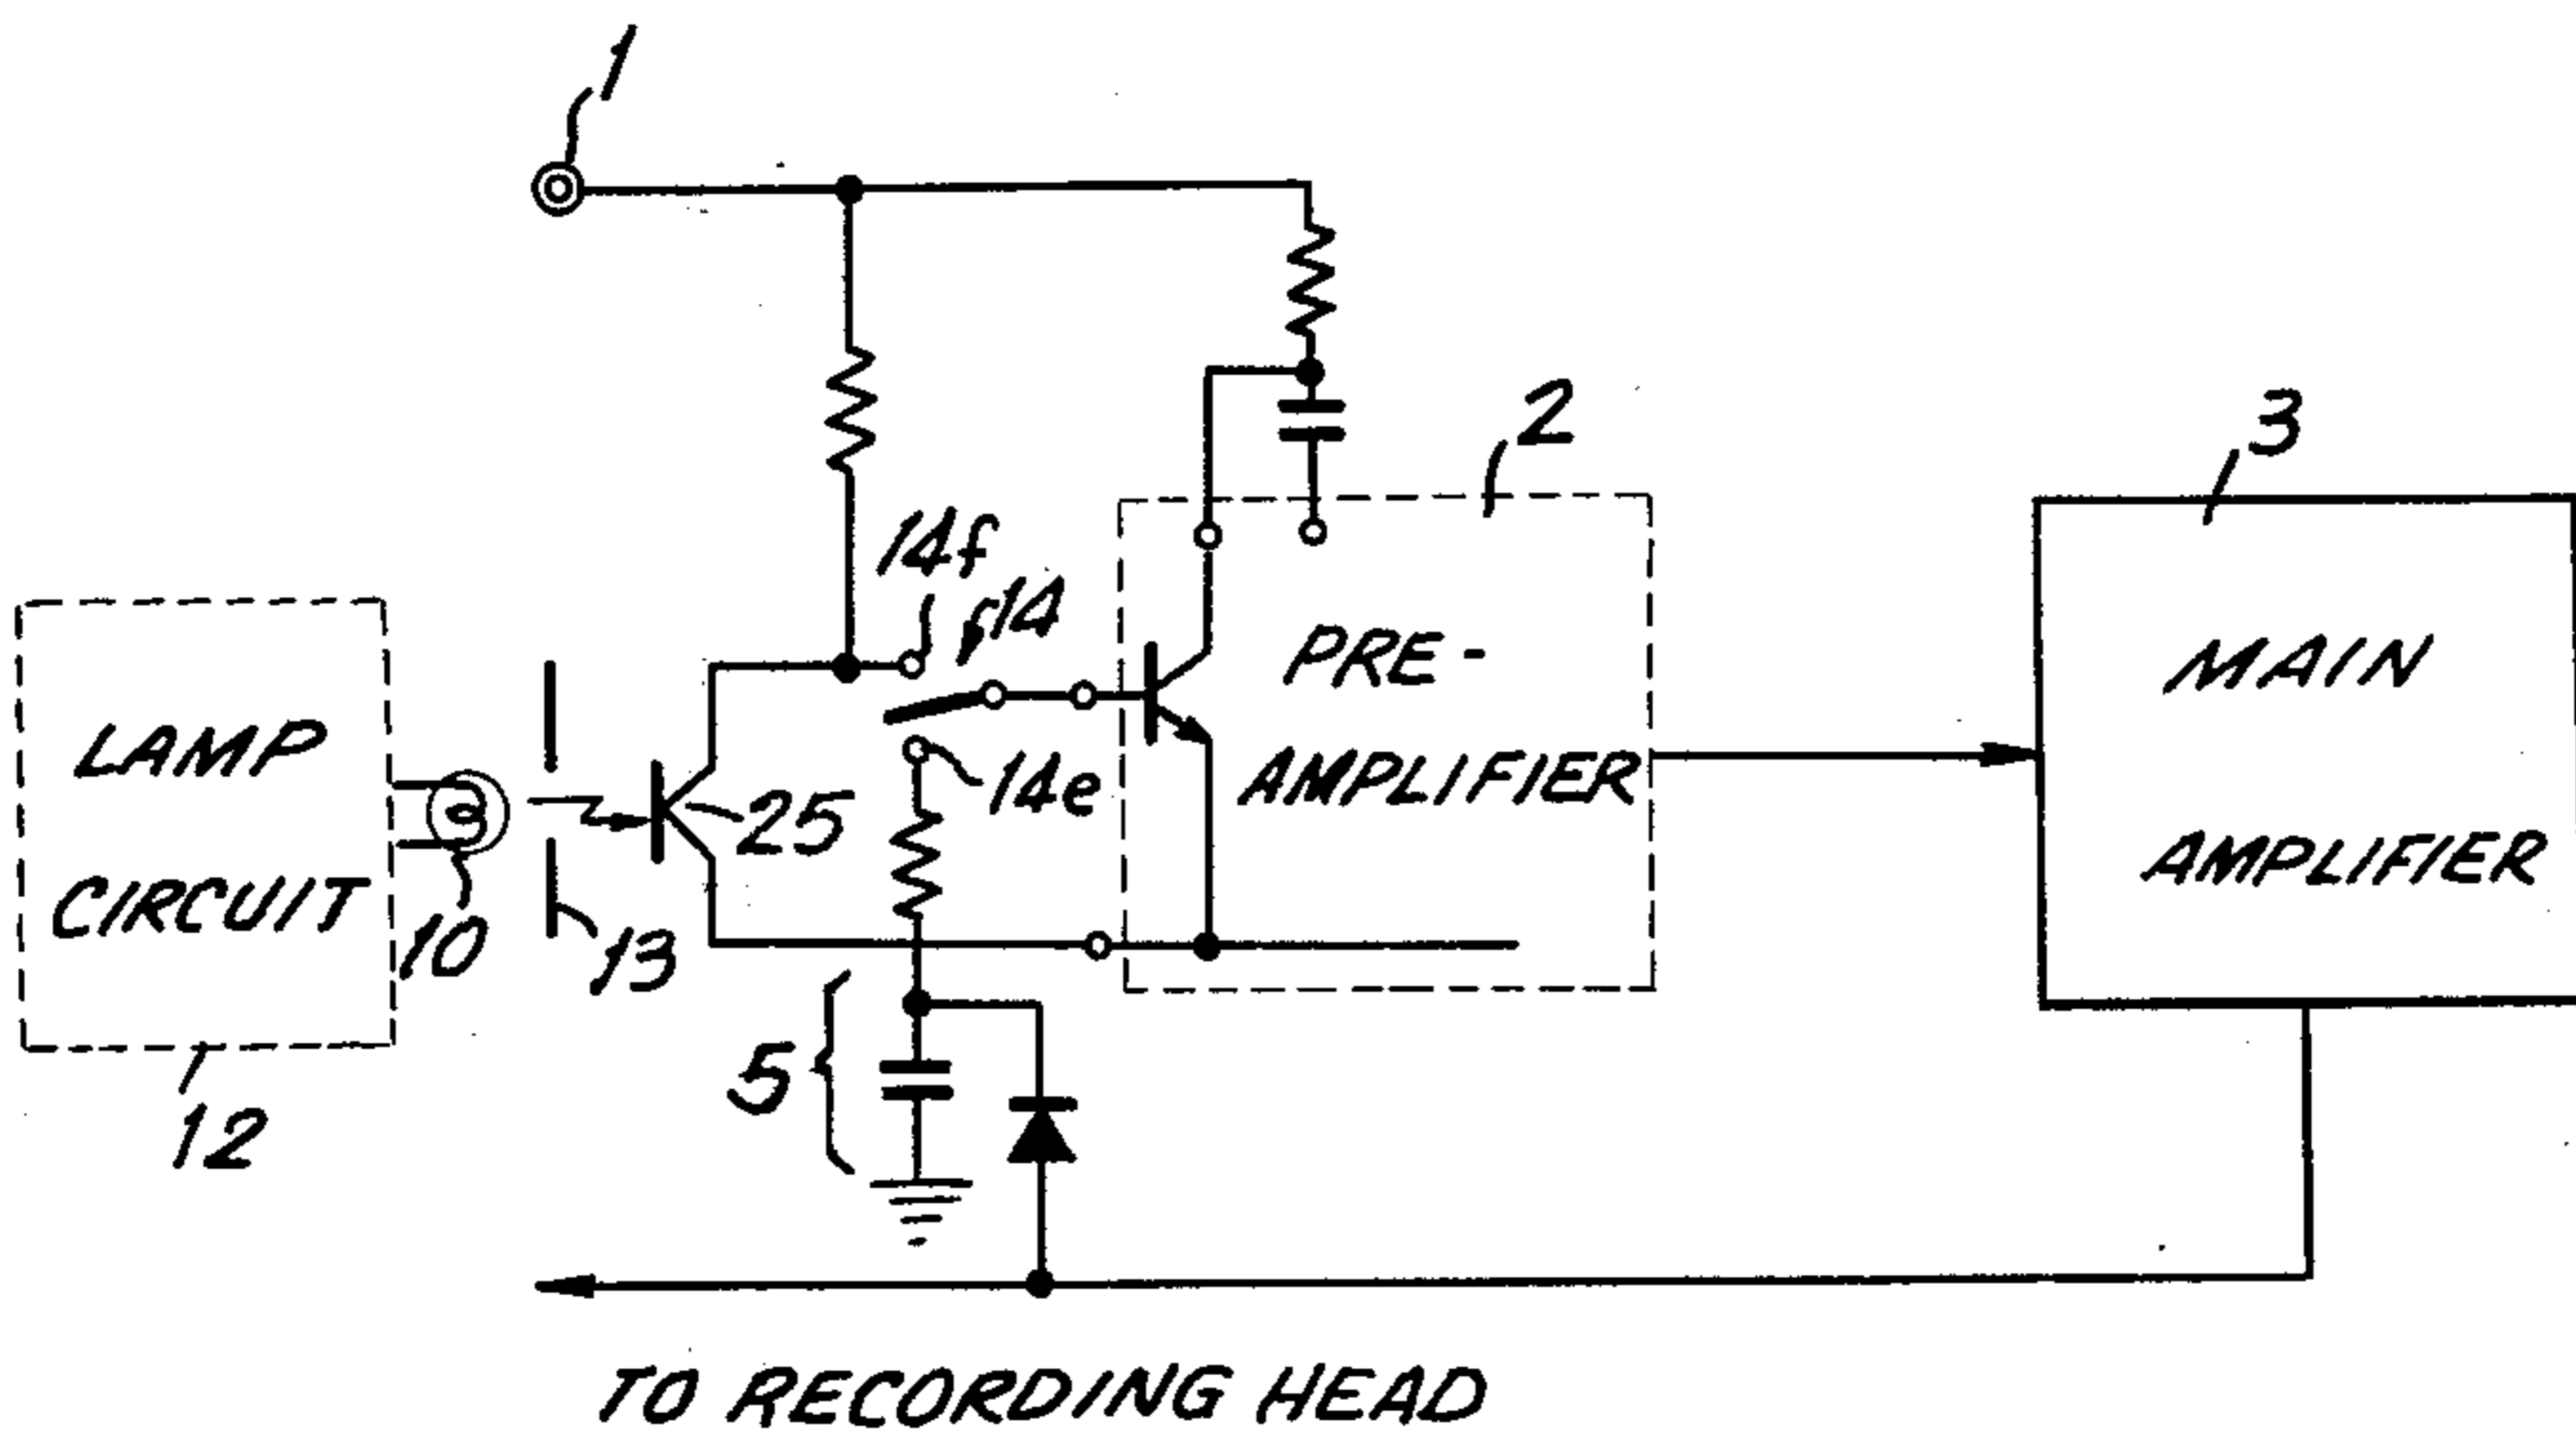 1
2
3
14f
14
PRE-
AMPLIFIER
MAIN
AMPLIFIER
LAMP
CIRCUIT
10
13
25
14e
5
12
TO RECORDING HEAD